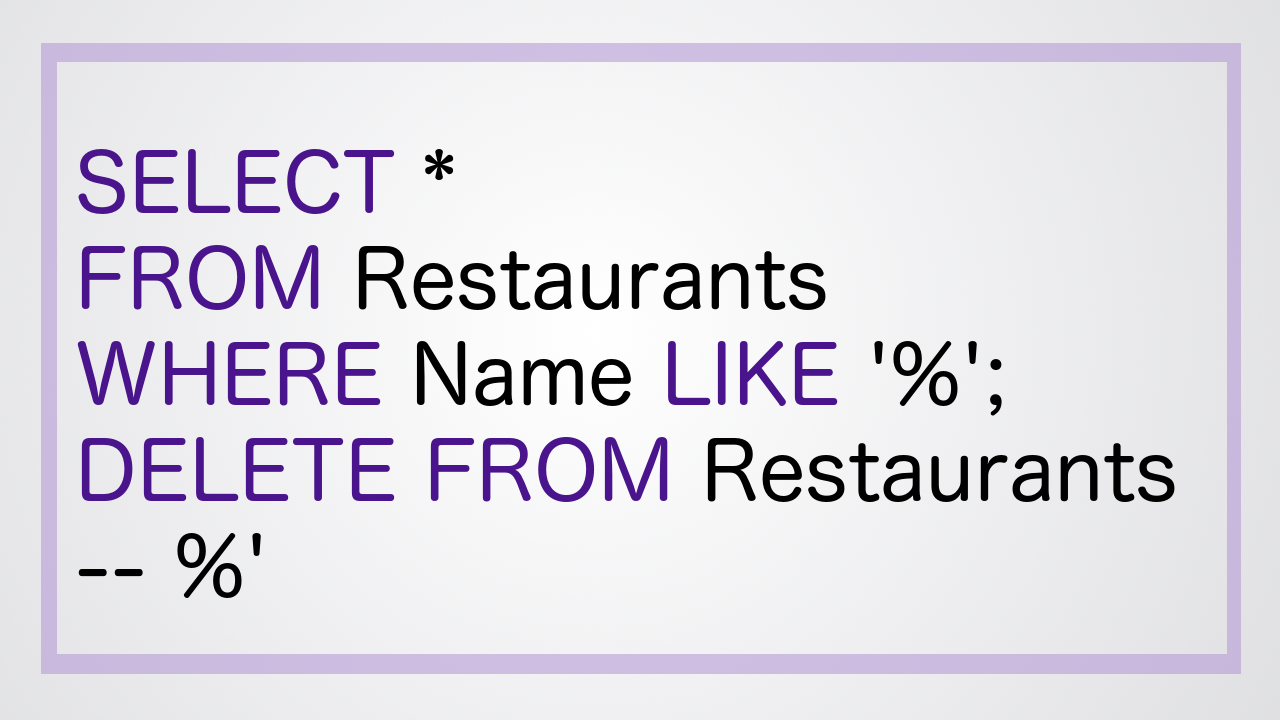 SELECT *
FROM Restaurants
WHERE Name LIKE '%';
DELETE FROM Restaurants
-- %'